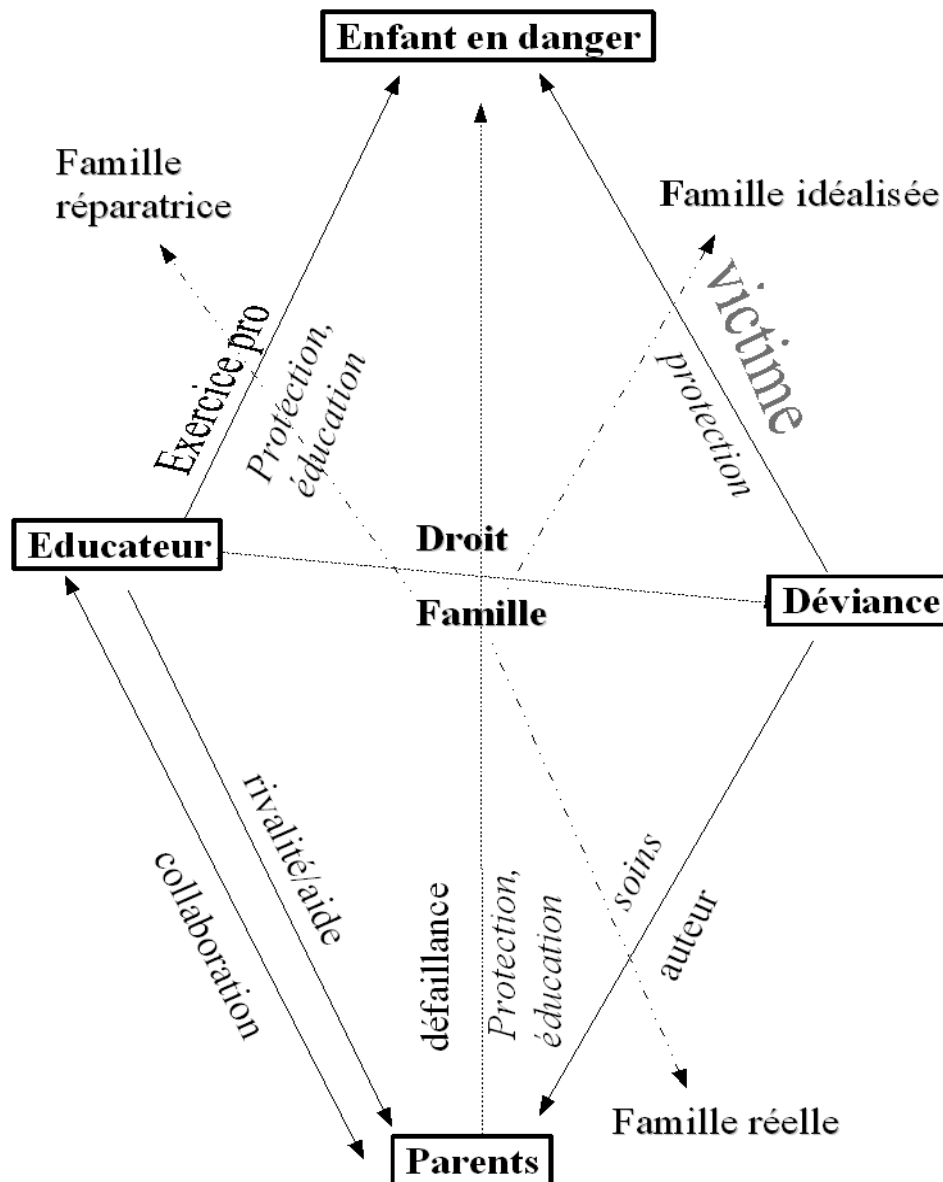 Enfant en danger
Famille
réparatrice
Famille idéalisée
victime
protection
Exercice pro
Protection,
éducation
Educateur
Droit
Famille
Déviance
rivalité/aide
collaboration
défaillance
Protection,
éducation
soins
auteur
Famille réelle
Parents